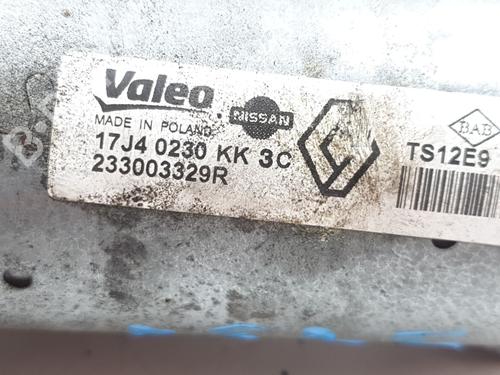 Valeo
NISSAN
MADE IN POLAND
17J4 0230 KK 3C
233003329R
BAB
TS12E9